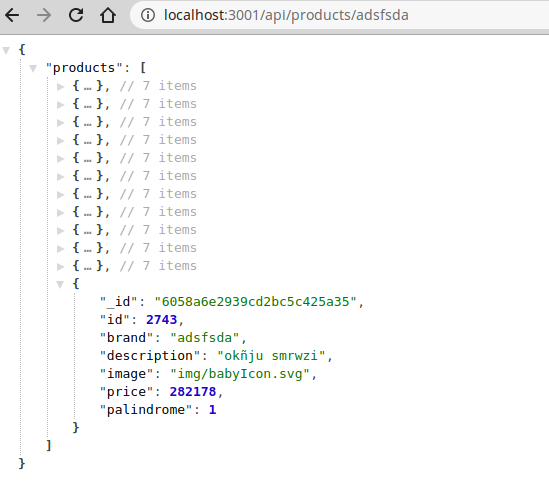 localhost:3001/api/products/adsfsda
{
"products": [
{…}, // 7 items
{…}, // 7 items
{…}, // 7 items
{…}, // 7 items
{…}, // 7 items
{…}, // 7 items
{…}, // 7 items
{…}, // 7 items
{…}, // 7 items
{…}, // 7 items
{…}, // 7 items
{
"_id": "6058a6e2939cd2bc5c425a35",
"id": 2743,
"brand": "adsfsda",
"description": "okñju smrwzi",
"image": "img/babyIcon.svg",
"price": 282178,
"palindrome": 1
}
]
}